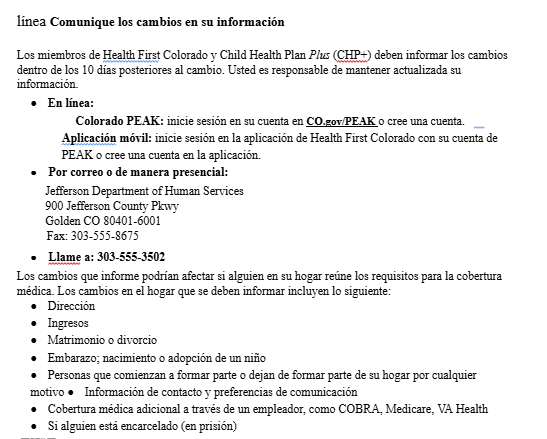 línea Comunique los cambios en su información
Los miembros de Health First Colorado y Child Health Plan Plus (CHP+) deben informar los cambios
dentro de los 10 días posteriores al cambio. Usted es responsable de mantener actualizada su
información.
• En línea:
Colorado PEAK: inicie sesión en su cuenta en CO.gov/PEAK o cree una cuenta.
Aplicación móvil: inicie sesión en la aplicación de Health First Colorado con su cuenta de
PEAK o cree una cuenta en la aplicación.
• Por correo o de manera presencial:
Jefferson Department of Human Services
900 Jefferson County Pkwy
Golden CO 80401-6001
Fax: 303-555-8675
• Llame a: 303-555-3502
Los cambios que informe podrían afectar si alguien en su hogar reúne los requisitos para la cobertura
médica. Los cambios en el hogar que se deben informar incluyen lo siguiente:
• Dirección
• Ingresos
• Matrimonio o divorcio
• Embarazo; nacimiento o adopción de un niño
• Personas que comienzan a formar parte o dejan de formar parte de su hogar por cualquier
motivo • Información de contacto y preferencias de comunicación
• Cobertura médica adicional a través de un empleador, como COBRA, Medicare, VA Health
• Si alguien está encarcelado (en prisión)